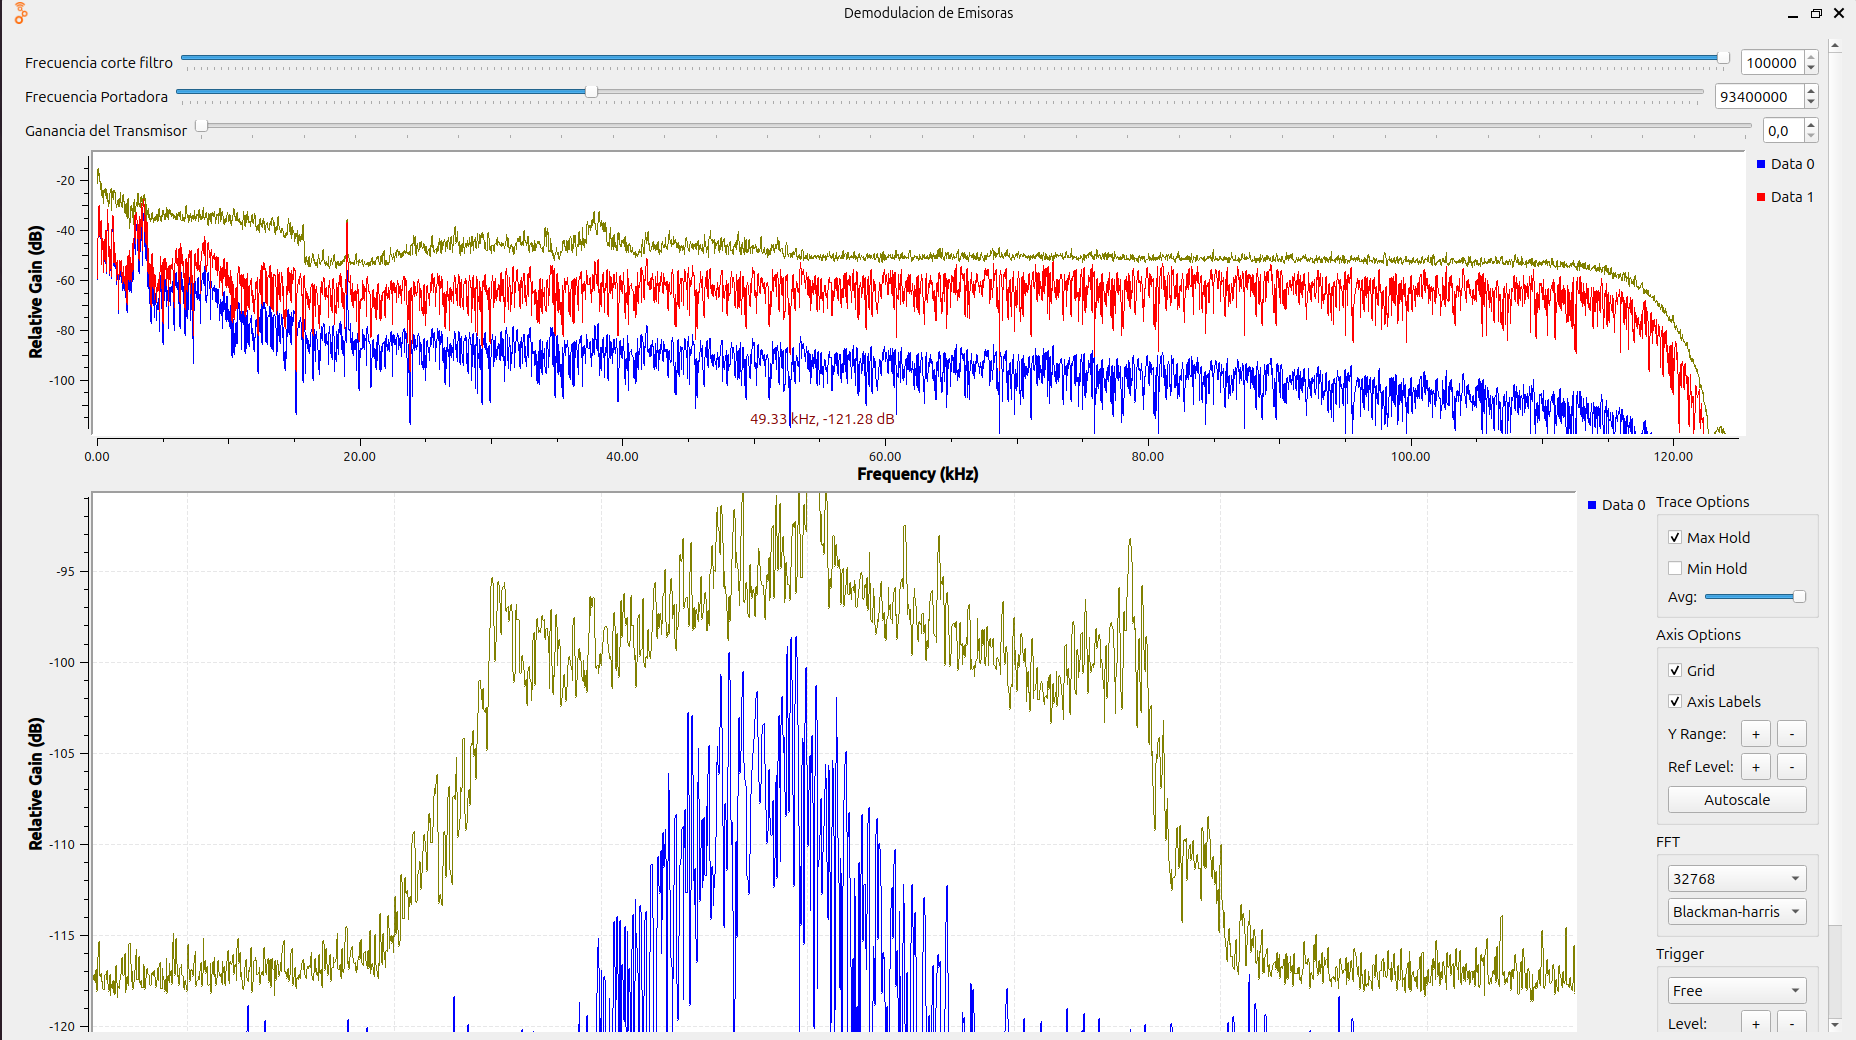 Demodulacion de Emisoras
Frecuencia corte filtro 100000
Frecuencia Portadora 93400000
Ganancia del Transmisor 0,0
Relative Gain (dB)
-20
-40
-60
-80
-100
Data 0
Data 1
49.33 kHz, -121.28 dB
0.00 20.00 40.00 60.00 80.00 100.00 120.00
Frequency (kHz)
Relative Gain (dB)
-95
-100
-105
-110
-115
-120
Data 0
Trace Options
Max Hold
Min Hold
Avg:
Axis Options
Grid
Axis Labels
Y Range: + -
Ref Level: + -
Autoscale
FFT
32768
Blackman-harris
Trigger
Free
Level: + -